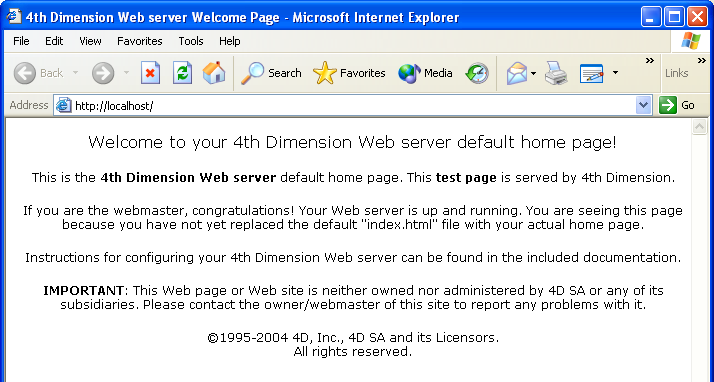 4th Dimension Web server Welcome Page - Microsoft Internet Explorer
File Edit View Favorites Tools Help
Back Search Favorites Media » Links »
Address http://localhost/ Go
Welcome to your 4th Dimension Web server default home page!
This is the 4th Dimension Web server default home page. This test page is served by 4th Dimension.
If you are the webmaster, congratulations! Your Web server is up and running. You are seeing this page
because you have not yet replaced the default "index.html" file with your actual home page.
Instructions for configuring your 4th Dimension Web server can be found in the included documentation.
IMPORTANT: This Web page or Web site is neither owned nor administered by 4D SA or any of its
subsidiaries. Please contact the owner/webmaster of this site to report any problems with it.
©1995-2004 4D, Inc., 4D SA and its Licensors.
All rights reserved.